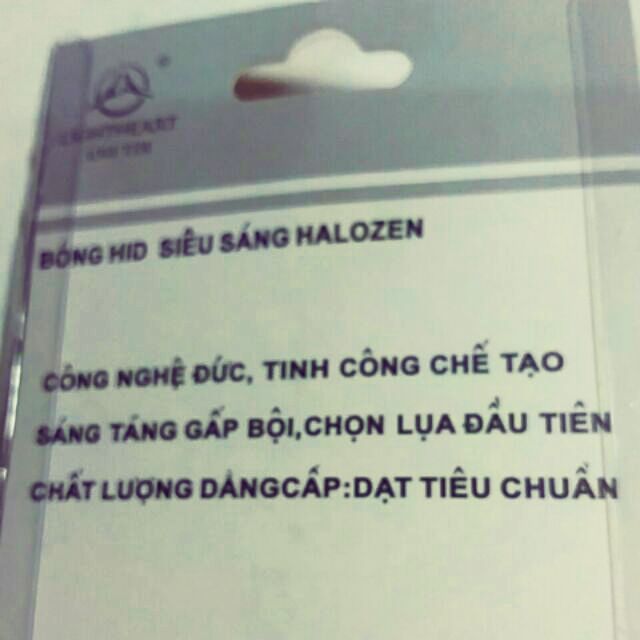 BÓNG HID SIÊU SÁNG HALOZEN
CÔNG NGHỆ ĐỨC, TINH CÔNG CHẾ TẠO
SÁNG TĂNG GẤP BỘI,CHỌN LỤA ĐẦU TIÊN
CHẤT LƯỢNG DẲNGCẤP:DẠT TIÊU CHUẨN